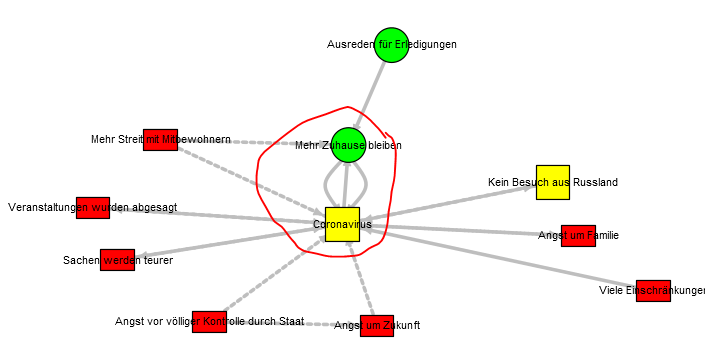 Ausreden für Erledigungen
Mehr Streit mit Mitbewohnern
Mehr Zuhause bleiben
Kein Besuch aus Russland
Veranstaltungen wurden abgesagt
Coronavirus
Angst um Familie
Sachen werden teurer
Viele Einschränkungen
Angst vor völliger Kontrolle durch Staat
Angst um Zukunft